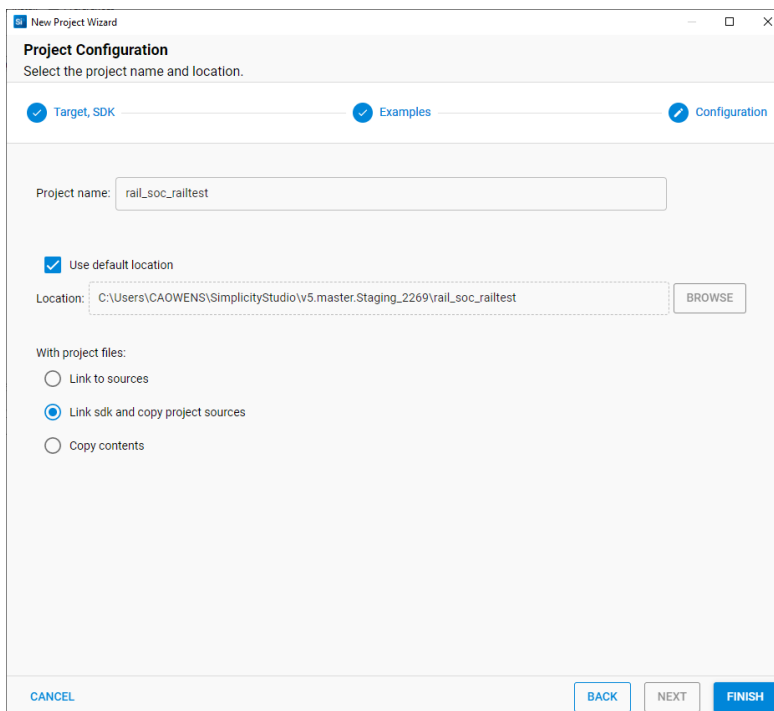 Si New Project Wizard
Project Configuration
Select the project name and location.
Target, SDK Examples Configuration
Project name: rail_soc_railtest
Use default location
Location: C:\Users\CAOWENS\SimplicityStudio\v5.master.Staging_2269\rail_soc_railtest BROWSE
With project files:
Link to sources
Link sdk and copy project sources
Copy contents
CANCEL BACK NEXT FINISH